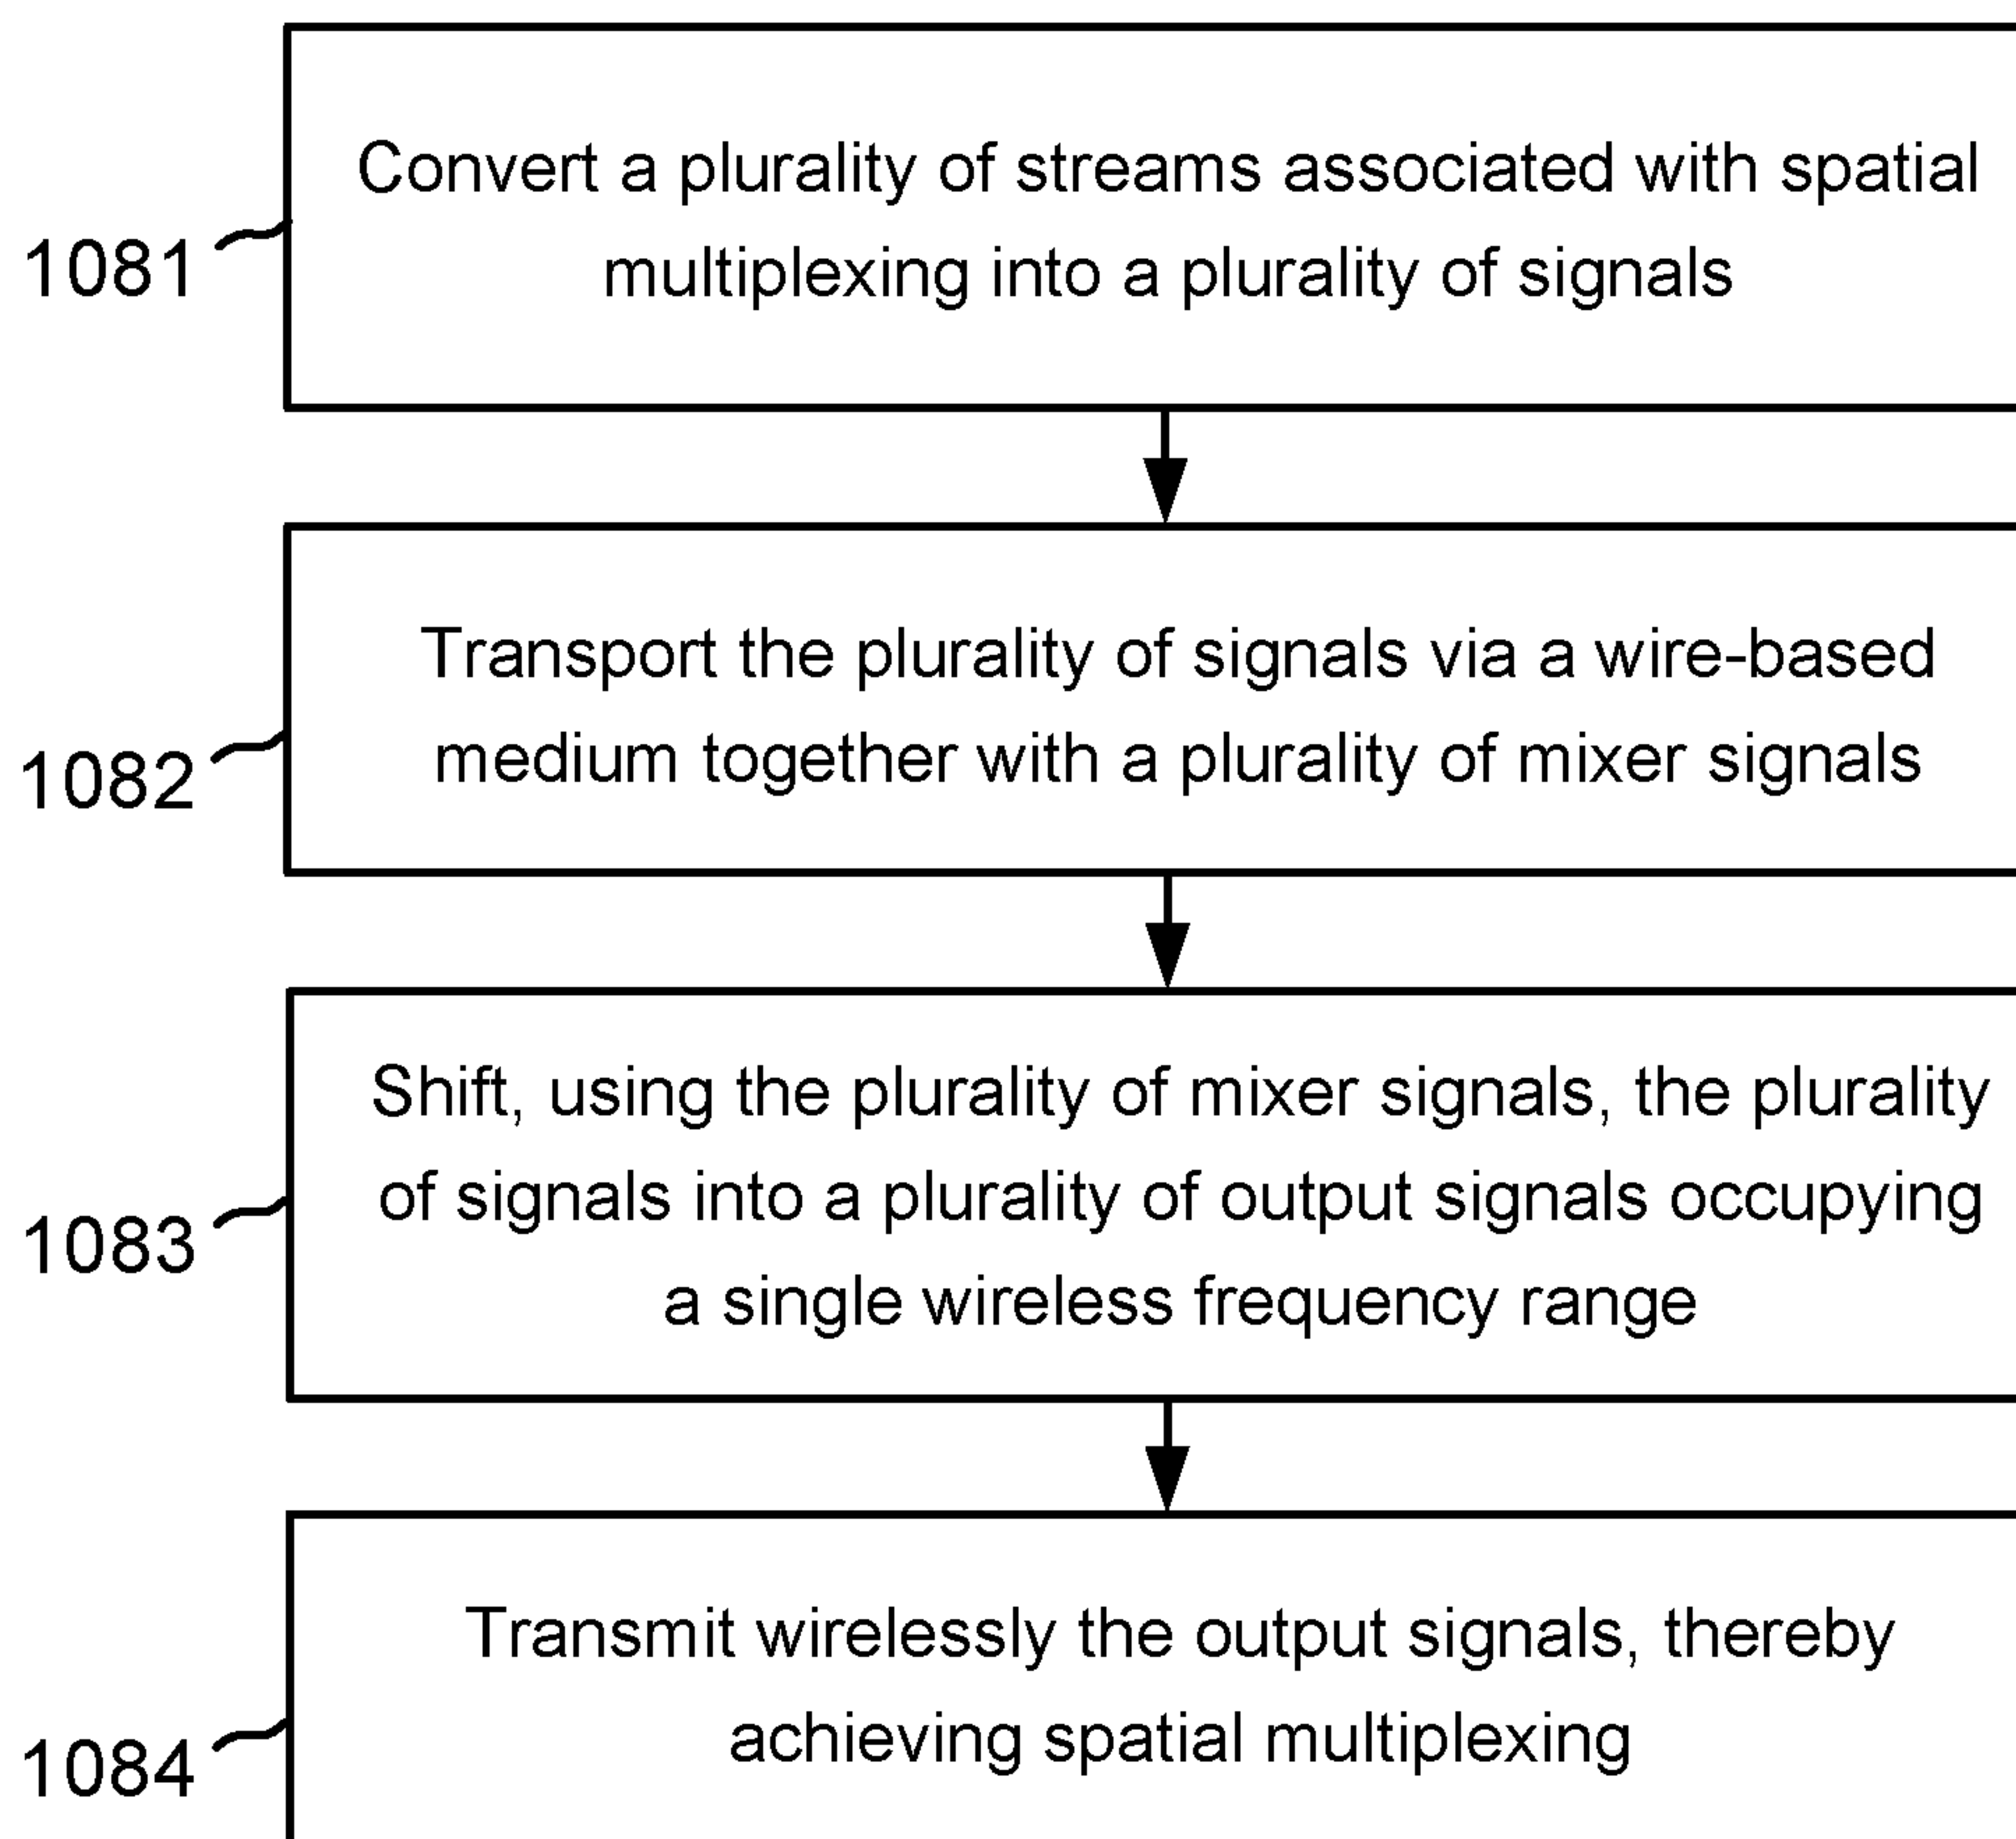 Convert a plurality of streams associated with spatial
multiplexing into a plurality of signals
1081
Transport the plurality of signals via a wire-based
medium together with a plurality of mixer signals
1082
Shift, using the plurality of mixer signals, the plurality
of signals into a plurality of output signals occupying
a single wireless frequency range
1083
Transmit wirelessly the output signals, thereby
achieving spatial multiplexing
1084